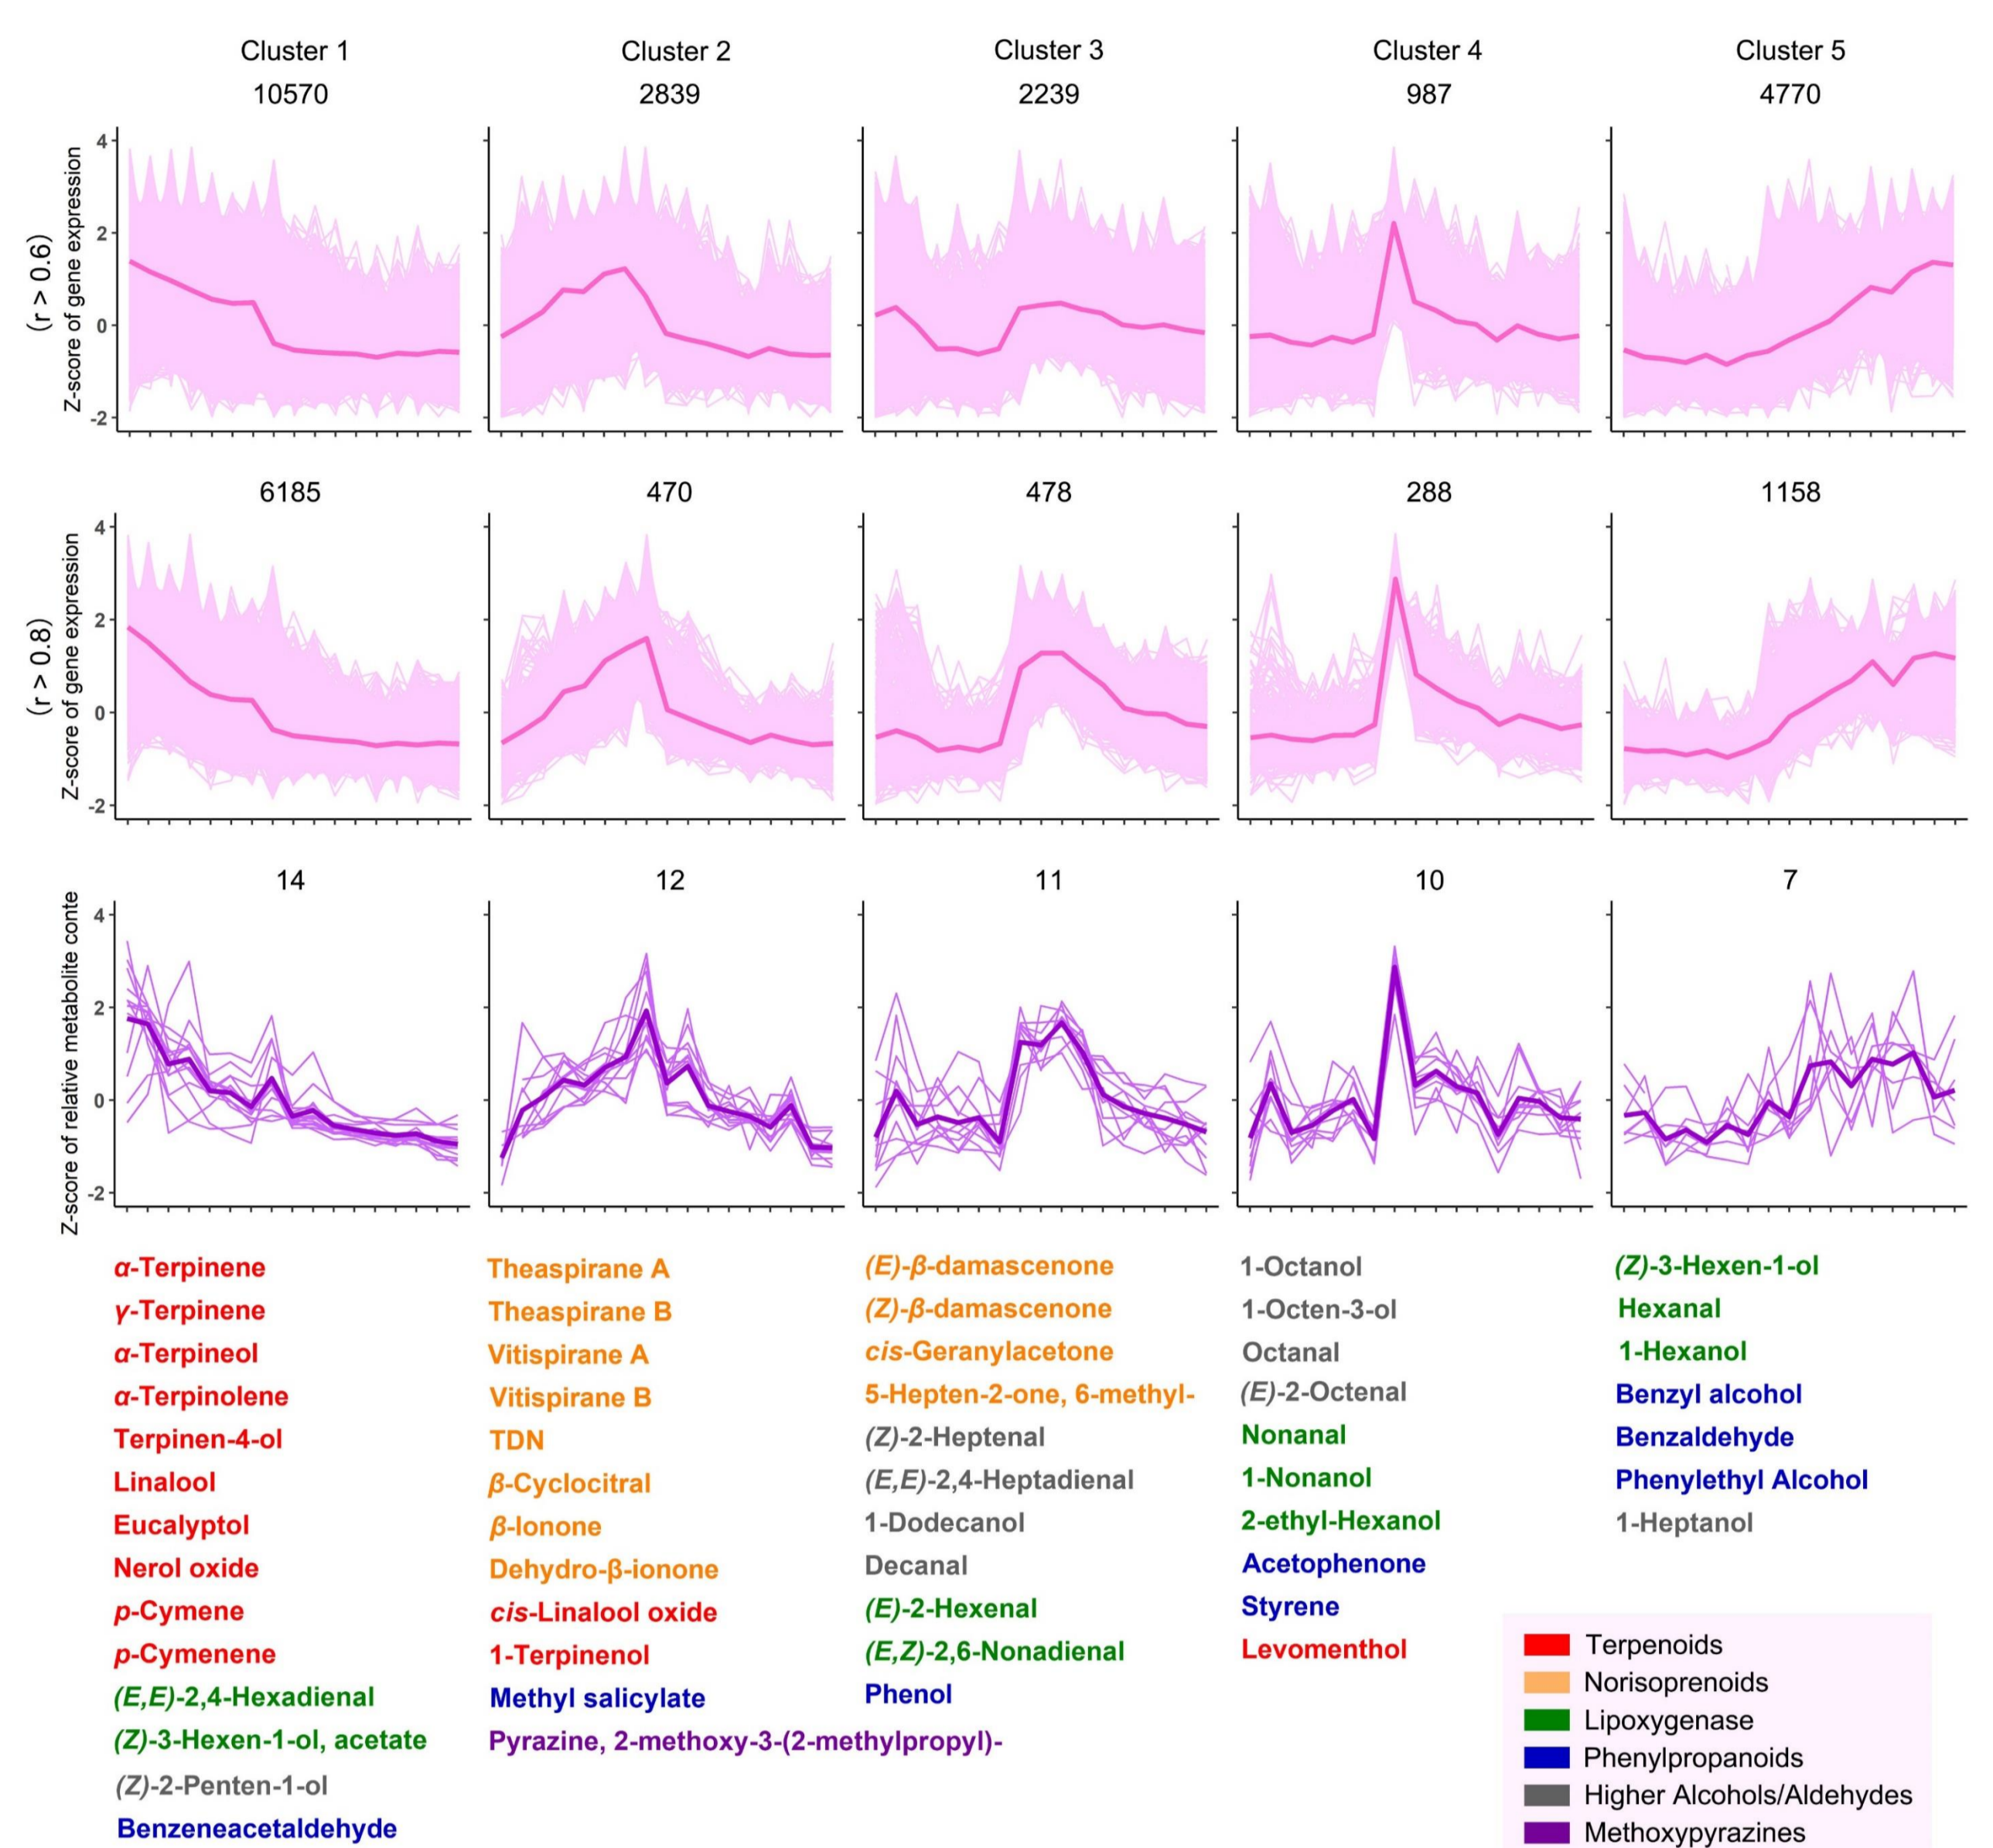 Cluster 1 Cluster 2 Cluster 3 Cluster 4 Cluster 5
10570 2839 2239 987 4770
(r > 0.6)
Z-score of gene expression
4
2
0
-2
6185 470 478 288 1158
(r > 0.8)
Z-score of gene expression
4
2
0
-2
14 12 11 10 7
Z-score of relative metabolite conte
4
2
0
-2
α-Terpinene
γ-Terpinene
α-Terpineol
α-Terpinolene
Terpinen-4-ol
Linalool
Eucalyptol
Nerol oxide
p-Cymene
p-Cymenene
(E,E)-2,4-Hexadienal
(Z)-3-Hexen-1-ol, acetate
(Z)-2-Penten-1-ol
Benzeneacetaldehyde
Theaspirane A
Theaspirane B
Vitispirane A
Vitispirane B
TDN
β-Cyclocitral
β-Ionone
Dehydro-β-ionone
cis-Linalool oxide
1-Terpinenol
Methyl salicylate
Pyrazine, 2-methoxy-3-(2-methylpropyl)-
(E)-β-damascenone
(Z)-β-damascenone
cis-Geranylacetone
5-Hepten-2-one, 6-methyl-
(Z)-2-Heptenal
(E,E)-2,4-Heptadienal
1-Dodecanol
Decanal
(E)-2-Hexenal
(E,Z)-2,6-Nonadienal
Phenol
1-Octanol
1-Octen-3-ol
Octanal
(E)-2-Octenal
Nonanal
1-Nonanol
2-ethyl-Hexanol
Acetophenone
Styrene
Levomenthol
(Z)-3-Hexen-1-ol
Hexanal
1-Hexanol
Benzyl alcohol
Benzaldehyde
Phenylethyl Alcohol
1-Heptanol
Terpenoids
Norisoprenoids
Lipoxygenase
Phenylpropanoids
Higher Alcohols/Aldehydes
Methoxypyrazines